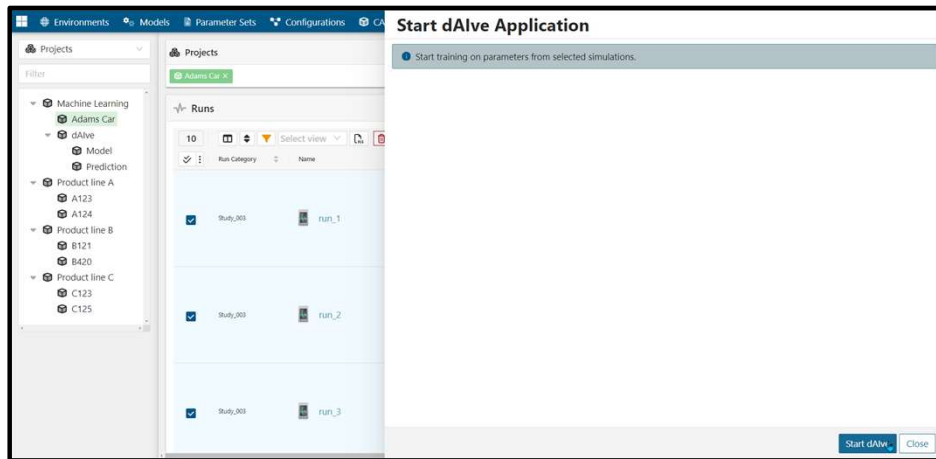 Environments Models Parameter Sets Configurations CA
Projects
Filter
Machine Learning
Adams Car
dAIve
Model
Prediction
Product line A
A123
A124
Product line B
B121
B420
Product line C
C123
C125
Projects
Adams Car ×
Runs
10 Select view
Run Category Name
Study_003 run_1
Study_003 run_2
Study_003 run_3
Start dAIve Application
Start training on parameters from selected simulations.
Start dAIve Close